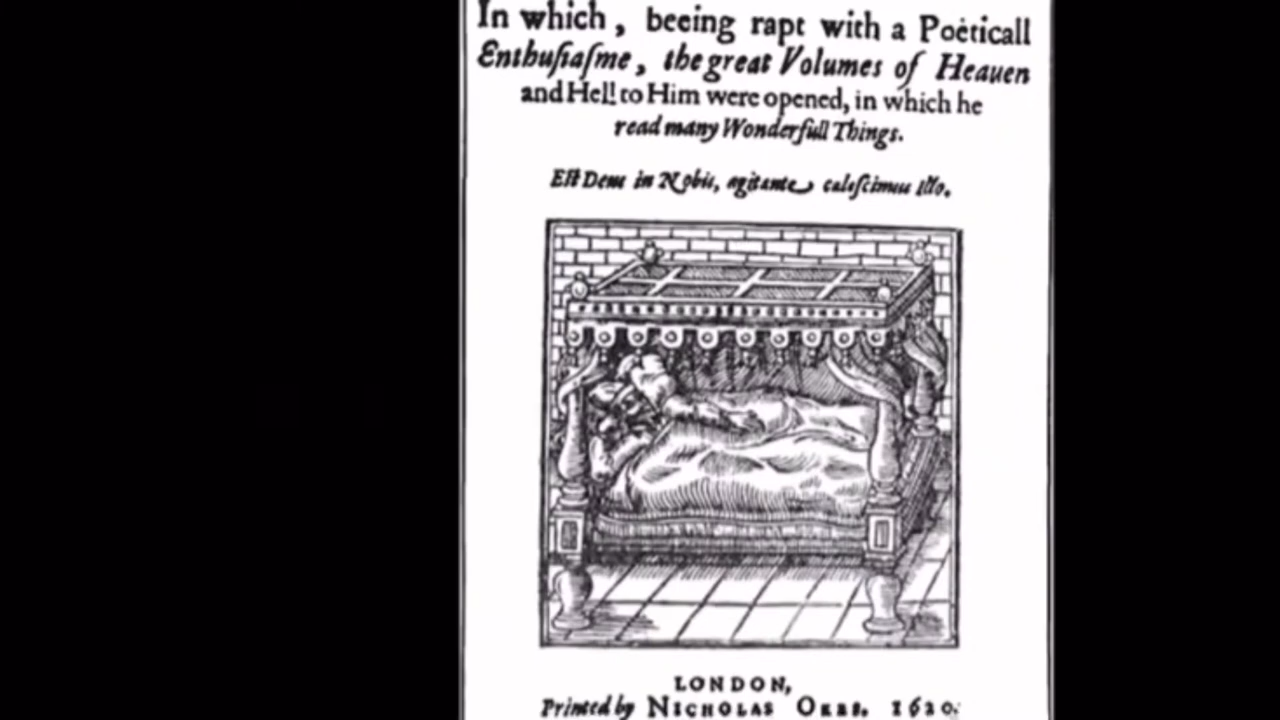 In which, beeing rapt with a Poëticall
Enthuſiaſme, the great Volumes of Heauen
and Hell to Him were opened, in which he
read many Wonderfull Things.
Eſt Deus in Nobis, agitante caleſcimus Illo.
LONDON,
Printed by NICHOLAS OKES. 1620.